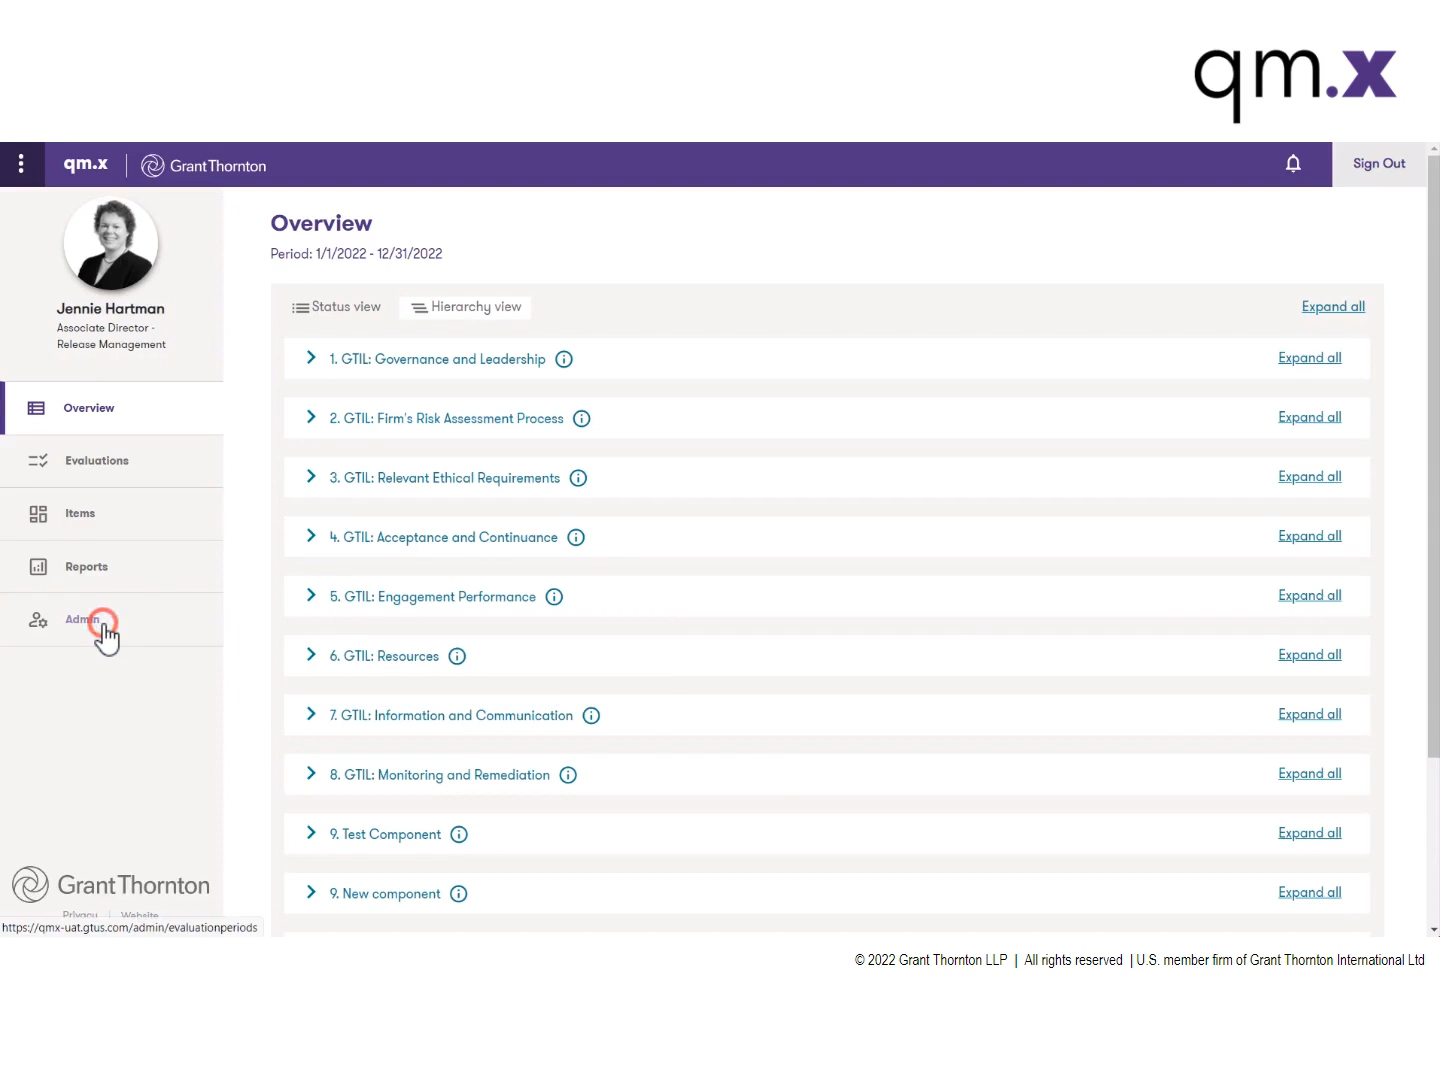 qm.x
qm.x
Grant Thornton
Sign Out
Jennie Hartman
Associate Director -
Release Management
Overview
Evaluations
Items
Reports
Admin
Grant Thornton
Privacy | Website
https://qmx-uat.gtus.com/admin/evaluationperiods
Overview
Period: 1/1/2022 - 12/31/2022
Status view Hierarchy view Expand all
1. GTIL: Governance and Leadership Expand all
2. GTIL: Firm's Risk Assessment Process Expand all
3. GTIL: Relevant Ethical Requirements Expand all
4. GTIL: Acceptance and Continuance Expand all
5. GTIL: Engagement Performance Expand all
6. GTIL: Resources Expand all
7. GTIL: Information and Communication Expand all
8. GTIL: Monitoring and Remediation Expand all
9. Test Component Expand all
9. New component Expand all
© 2022 Grant Thornton LLP | All rights reserved | U.S. member firm of Grant Thornton International Ltd